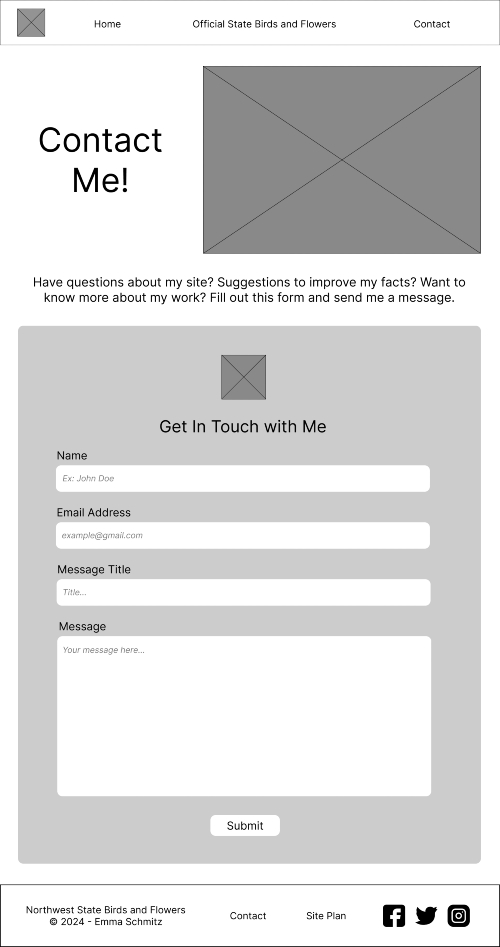 Home
Official State Birds and Flowers
Contact
Contact
Me!
Have questions about my site? Suggestions to improve my facts? Want to
know more about my work? Fill out this form and send me a message.
Get In Touch with Me
Name
Ex: John Doe
Email Address
example@gmail.com
Message Title
Title...
Message
Your message here...
Submit
Northwest State Birds and Flowers
© 2024 - Emma Schmitz
Contact
Site Plan